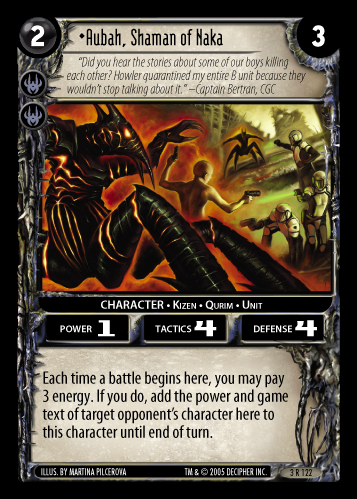 2
•Aubah, Shaman of Naka
3
"Did you hear the stories about some of our boys killing
each other? Howler quarantined my entire B unit because they
wouldn't stop talking about it." –Captain Bertran, CGC
CHARACTER • KIZEN • QURIM • UNIT
POWER 1 TACTICS 4 DEFENSE 4
Each time a battle begins here, you may pay
3 energy. If you do, add the power and game
text of target opponent's character here to
this character until end of turn.
ILLUS. BY MARTINA PILCEROVA TM & © 2005 DECIPHER INC. 3 R 122